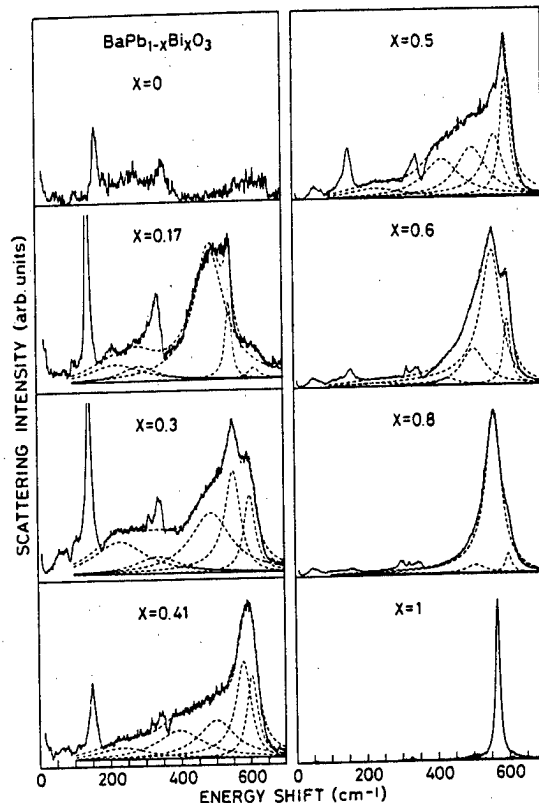 BaPb1-xBixO3
X=0
X=0.17
X=0.3
X=0.41
X=0.5
X=0.6
X=0.8
X=1
SCATTERING INTENSITY (arb. units)
0 200 400 600
0 200 400 600
ENERGY SHIFT (cm⁻¹)